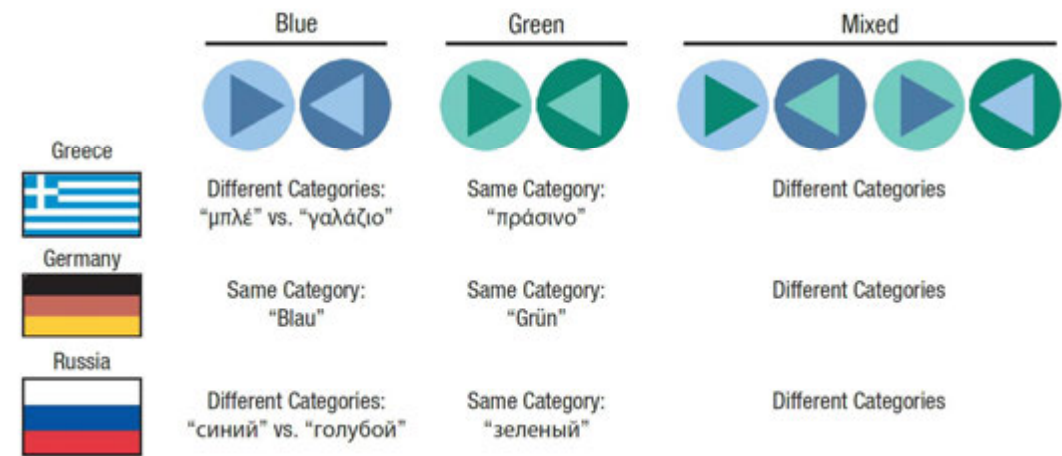 Blue
Green
Mixed
Greece
Different Categories:
“μπλέ” vs. “γαλάζιο”
Same Category:
“πράσινο”
Different Categories
Germany
Same Category:
“Blau”
Same Category:
“Grün”
Different Categories
Russia
Different Categories:
“синий” vs. “голубой”
Same Category:
“зеленый”
Different Categories